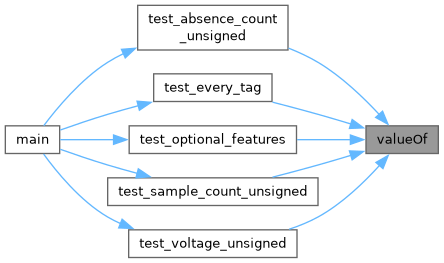 test_absence_count
_unsigned
test_every_tag
main
test_optional_features
valueOf
test_sample_count_unsigned
test_voltage_unsigned